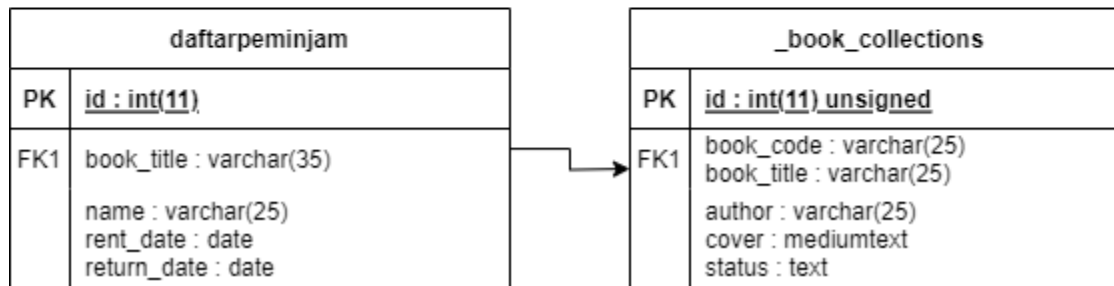 daftarpeminjam
PK id : int(11)
FK1 book_title : varchar(35)
name : varchar(25)
rent_date : date
return_date : date
_book_collections
PK id : int(11) unsigned
FK1 book_code : varchar(25)
book_title : varchar(25)
author : varchar(25)
cover : mediumtext
status : text